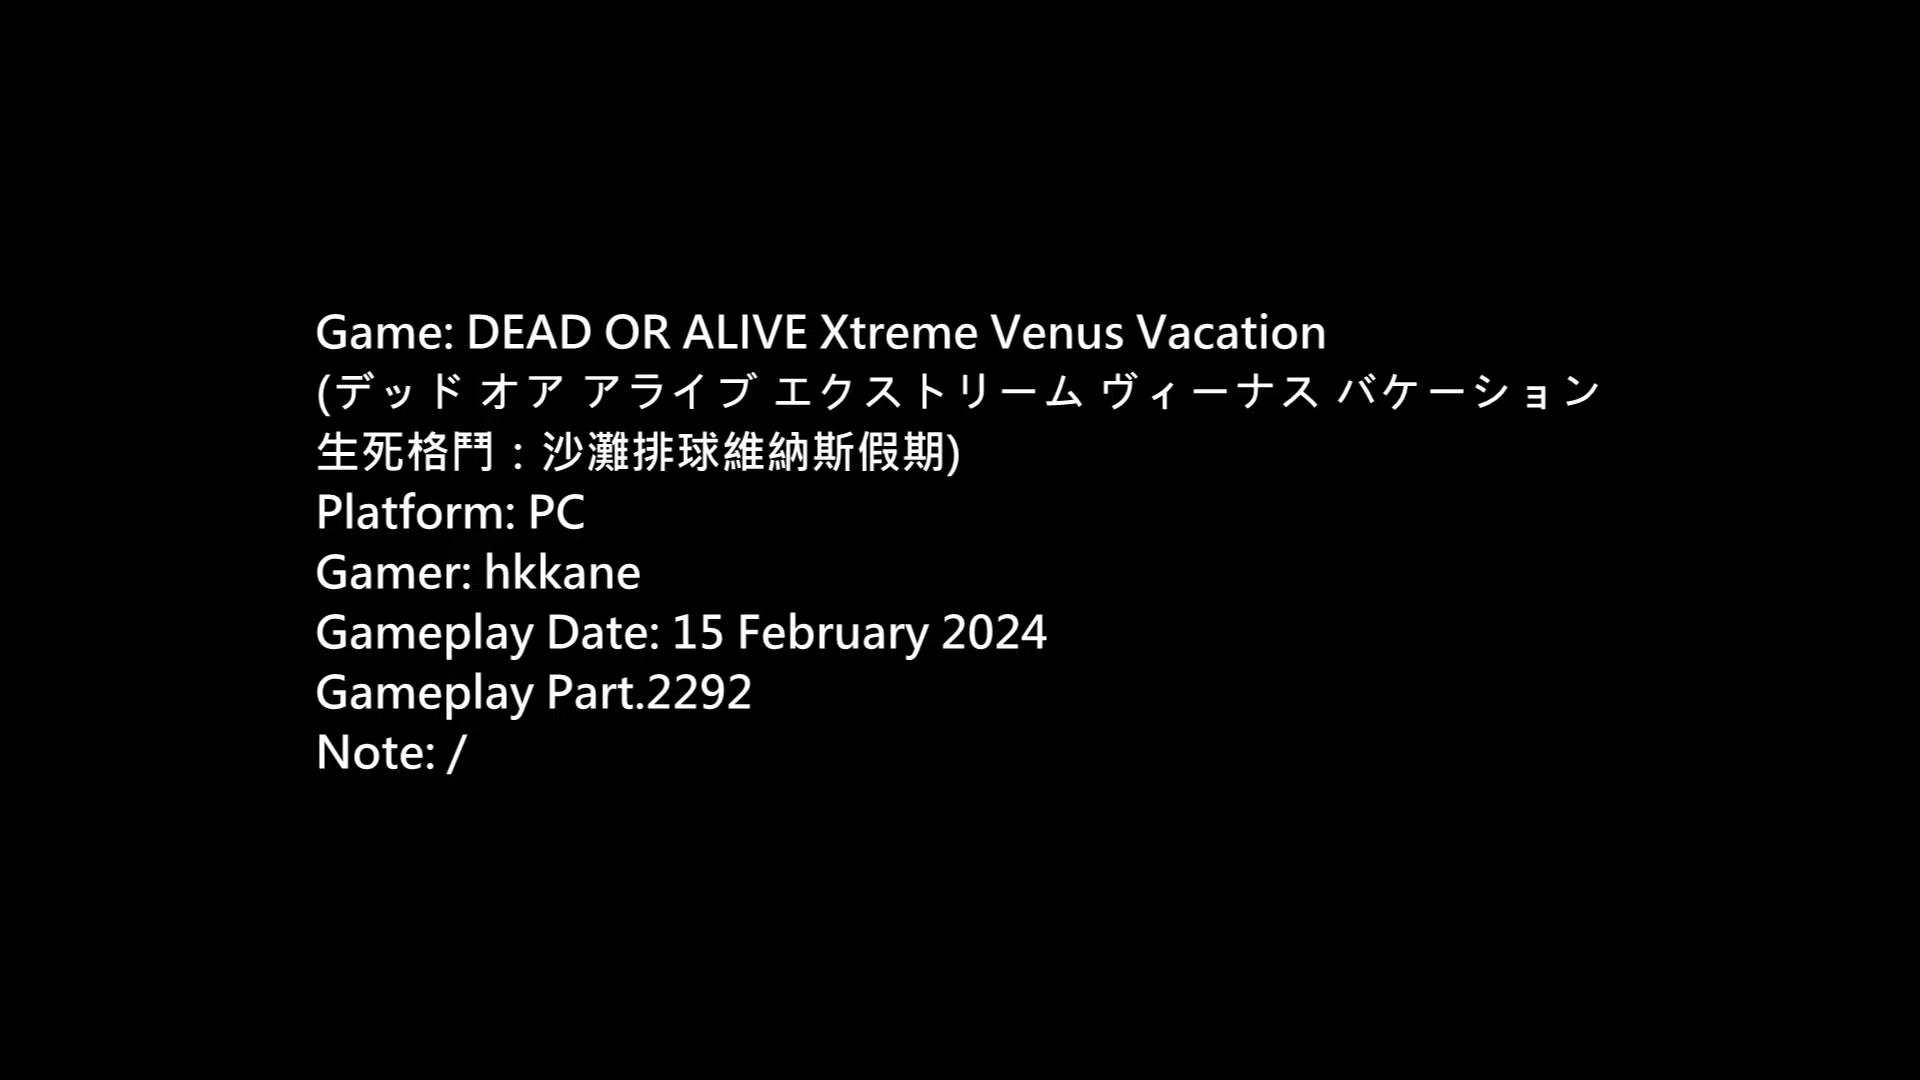 Game: DEAD OR ALIVE Xtreme Venus Vacation
(デッド オア アライブ エクストリーム ヴィーナス バケーション
生死格鬥：沙灘排球維納斯假期)
Platform: PC
Gamer: hkkane
Gameplay Date: 15 February 2024
Gameplay Part.2292
Note: /